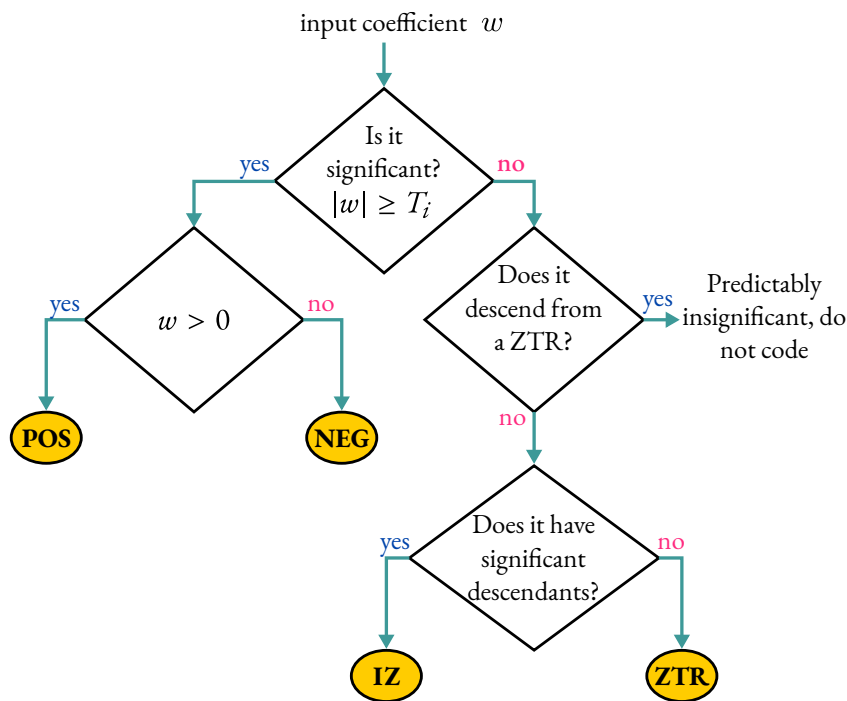 input coefficient w
Is it
significant?
|w| ≥ T_i
yes
no
w > 0
yes
no
POS
NEG
Does it
descend from
a ZTR?
yes
Predictably
insignificant, do
not code
no
Does it have
significant
descendants?
yes
no
IZ
ZTR